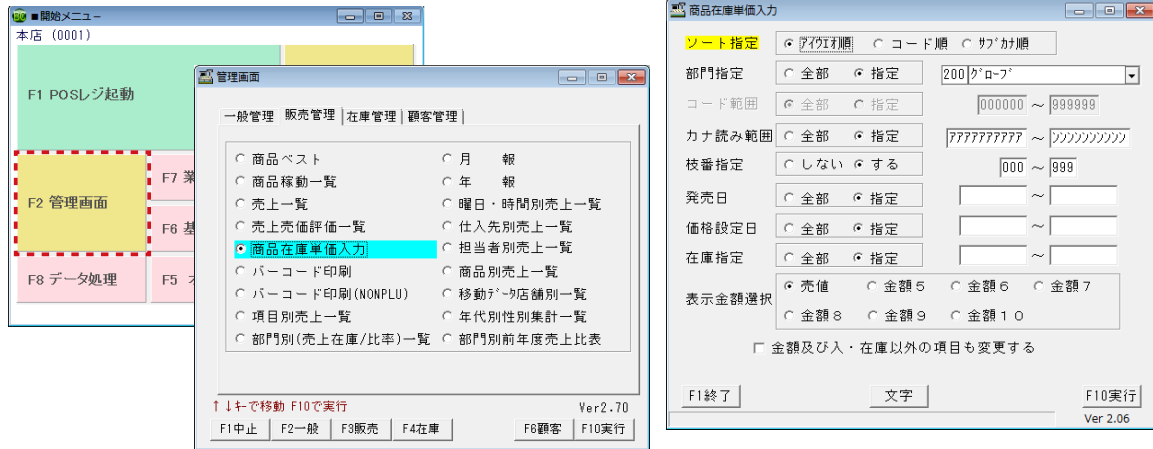 ■開始メニュー
本店 (0001)
F1 POSレジ起動
F2 管理画面
F7 業
F6 基
F8 データ処理
F5
管理画面
一般管理 販売管理 在庫管理 顧客管理
商品ベスト
商品稼動一覧
売上一覧
売上売価評価一覧
商品在庫単価入力
バーコード印刷
バーコード印刷(NONPLU)
項目別売上一覧
部門別(売上在庫/比率)一覧
月 報
年 報
曜日・時間別売上一覧
仕入先別売上一覧
担当者別売上一覧
商品別売上一覧
移動ﾃﾞｰﾀ店舗別一覧
年代別性別集計一覧
部門別前年度売上比表
↑↓ｷｰで移動 F10で実行
Ver2.70
F1中止 F2一般 F3販売 F4在庫 F6顧客 F10実行
商品在庫単価入力
ソート指定 ｱｲｳｴｵ順 コード順 ｻﾌﾞｶﾅ順
部門指定 全部 指定 200 ｸﾞﾛｰﾌﾞ
コード範囲 全部 指定 000000 ～ 999999
カナ読み範囲 全部 指定 ｱｱｱｱｱｱｱｱｱｱ ～ ﾝﾝﾝﾝﾝﾝﾝﾝﾝﾝ
枝番指定 しない する 000 ～ 999
発売日 全部 指定 ～
価格設定日 全部 指定 ～
在庫指定 全部 指定 ～
表示金額選択 売値 金額5 金額6 金額7
金額8 金額9 金額10
金額及び入・在庫以外の項目も変更する
F1終了 文字 F10実行
Ver 2.06